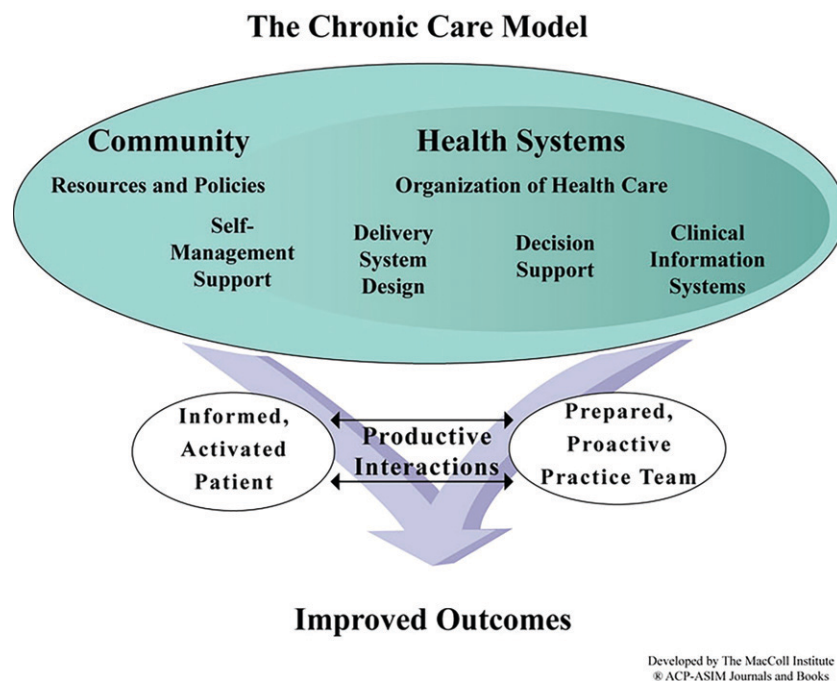 The Chronic Care Model
Community
Resources and Policies
Health Systems
Organization of Health Care
Self-
Management
Support
Delivery
System
Design
Decision
Support
Clinical
Information
Systems
Informed,
Activated
Patient
Productive
Interactions
Prepared,
Proactive
Practice Team
Improved Outcomes
Developed by The MacColl Institute
® ACP-ASIM Journals and Books